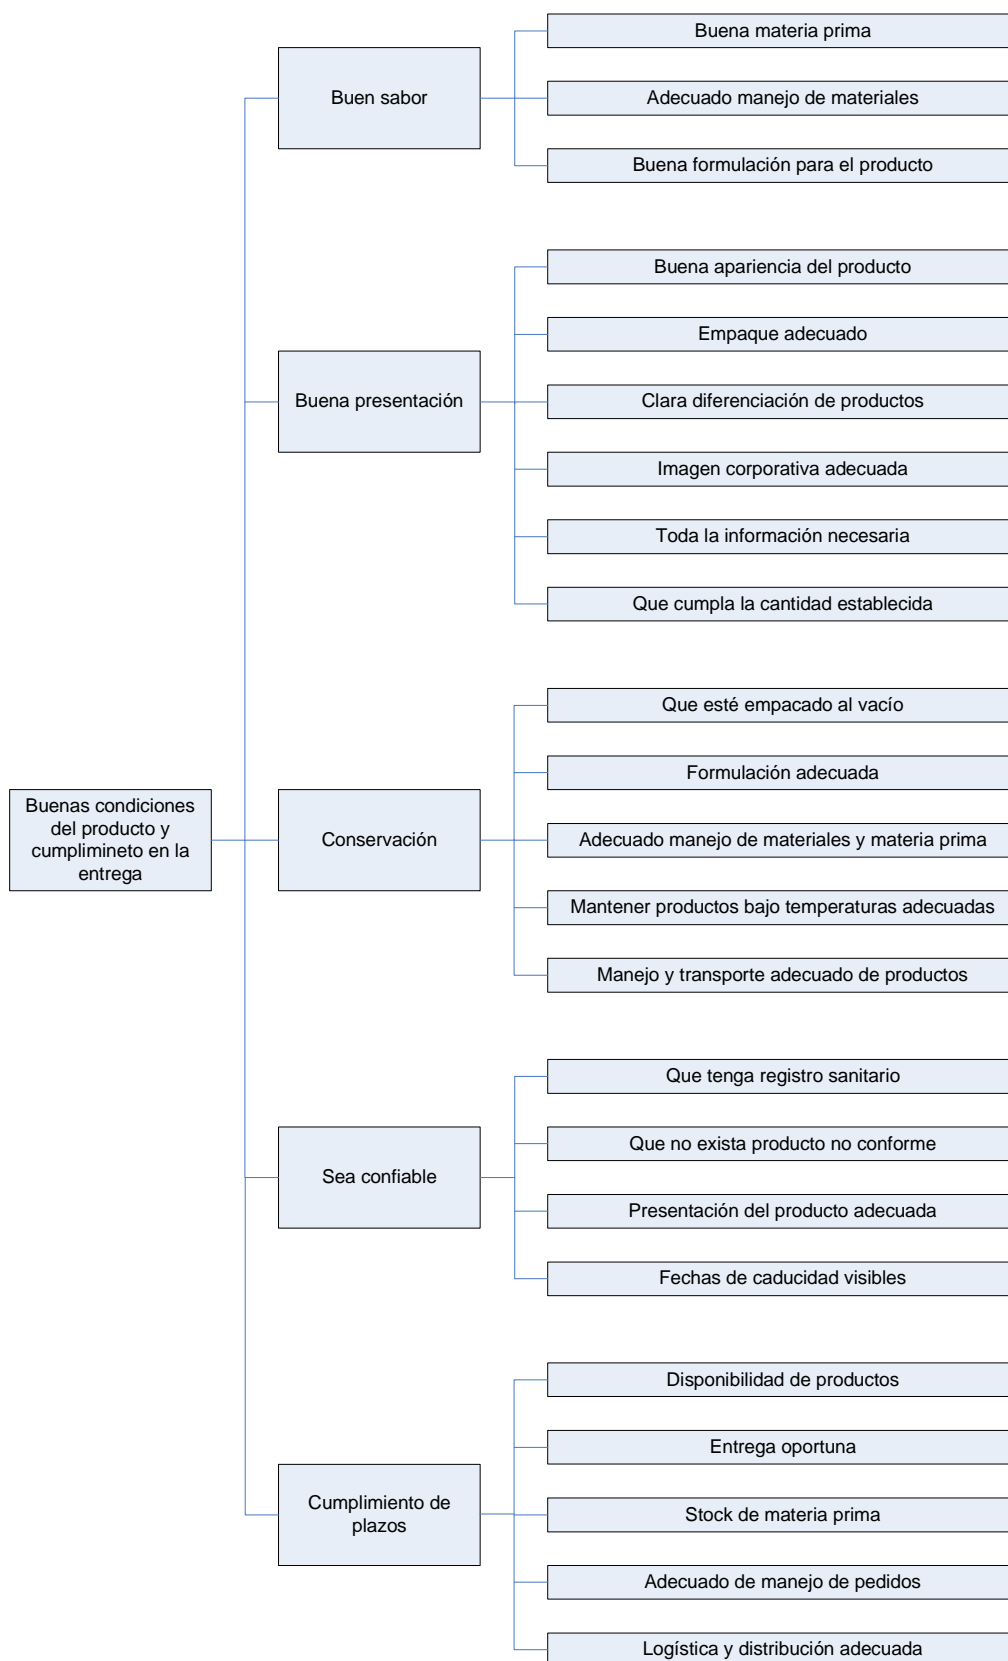 Buenas condiciones
del producto y
cumplimineto en la
entrega
Buen sabor
Buena materia prima
Adecuado manejo de materiales
Buena formulación para el producto
Buena presentación
Buena apariencia del producto
Empaque adecuado
Clara diferenciación de productos
Imagen corporativa adecuada
Toda la información necesaria
Que cumpla la cantidad establecida
Conservación
Que esté empacado al vacío
Formulación adecuada
Adecuado manejo de materiales y materia prima
Mantener productos bajo temperaturas adecuadas
Manejo y transporte adecuado de productos
Sea confiable
Que tenga registro sanitario
Que no exista producto no conforme
Presentación del producto adecuada
Fechas de caducidad visibles
Cumplimiento de
plazos
Disponibilidad de productos
Entrega oportuna
Stock de materia prima
Adecuado de manejo de pedidos
Logística y distribución adecuada